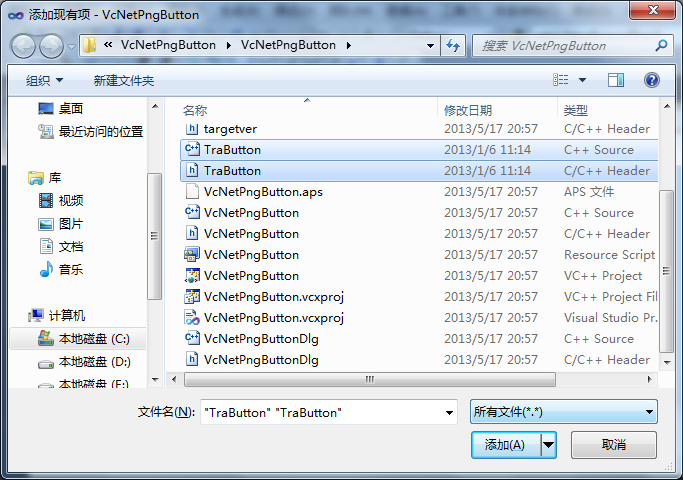 添加现有项 - VcNetPngButton
« VcNetPngButton VcNetPngButton
搜索 VcNetPngButton
组织 新建文件夹
桌面
最近访问的位置
库
视频
图片
文档
音乐
计算机
本地磁盘 (C:)
本地磁盘 (D:)
本地磁盘 (E:)
名称 修改日期 类型
targetver 2013/5/17 20:57 C/C++ Header
TraButton 2013/1/6 11:14 C++ Source
TraButton 2013/1/6 11:14 C/C++ Header
VcNetPngButton.aps 2013/5/17 20:57 APS 文件
VcNetPngButton 2013/5/17 20:57 C++ Source
VcNetPngButton 2013/5/17 20:57 C/C++ Header
VcNetPngButton 2013/5/17 20:57 Resource Script
VcNetPngButton 2013/5/17 20:57 VC++ Project
VcNetPngButton.vcxproj 2013/5/17 20:57 VC++ Project Fil
VcNetPngButton.vcxproj 2013/5/17 20:57 Visual Studio Pr.
VcNetPngButtonDlg 2013/5/17 20:57 C++ Source
VcNetPngButtonDlg 2013/5/17 20:57 C/C++ Header
文件名(N): "TraButton" "TraButton" 所有文件(*.*)
添加(A) 取消